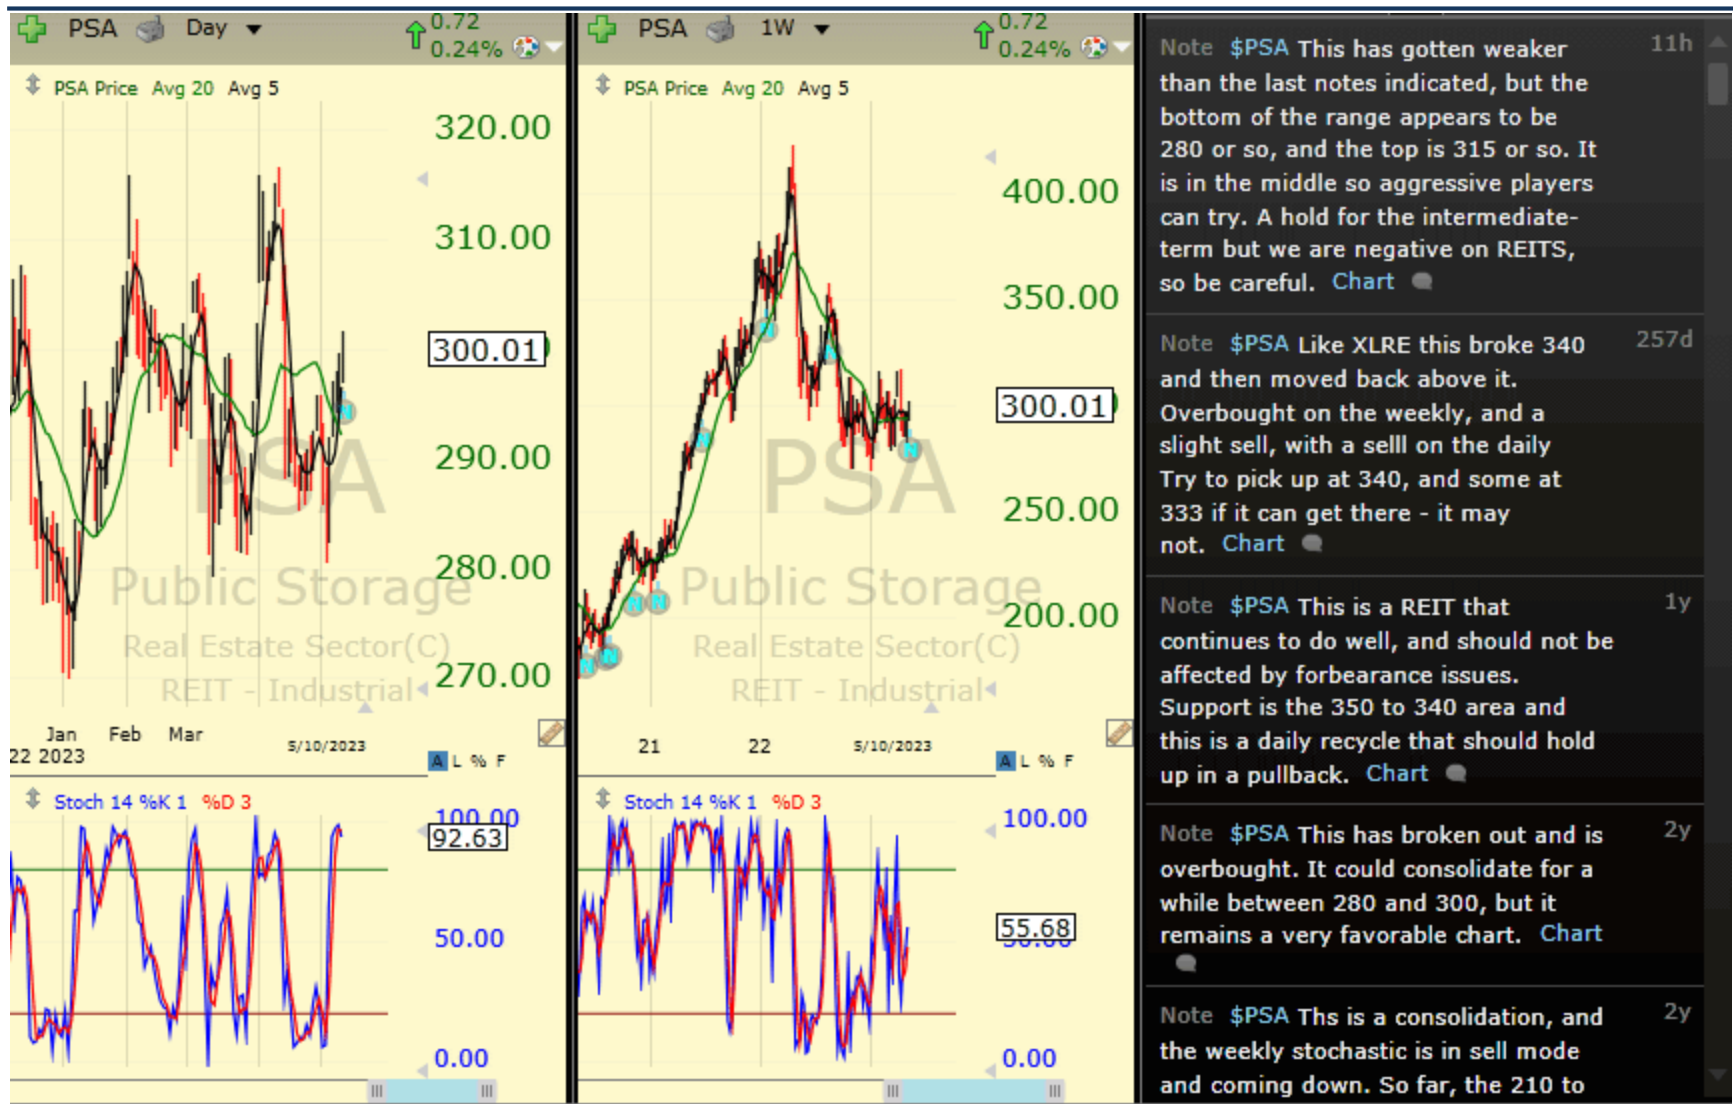 PSA Day
0.72
0.24%
PSA Price Avg 20 Avg 5
320.00
310.00
300.01
290.00
280.00
270.00
PSA
Public Storage
Real Estate Sector(C)
REIT - Industrial
N
Jan Feb Mar
22 2023
5/10/2023
A L % F
Stoch 14 %K 1 %D 3
100.00
92.63
50.00
0.00
PSA 1W
0.72
0.24%
PSA Price Avg 20 Avg 5
400.00
350.00
300.01
250.00
200.00
PSA
Public Storage
Real Estate Sector(C)
REIT - Industrial
N
N
N
N
N
N
N
N
21 22 5/10/2023
A L % F
Stoch 14 %K 1 %D 3
100.00
55.68
50.00
0.00
Note $PSA This has gotten weaker 11h
than the last notes indicated, but the
bottom of the range appears to be
280 or so, and the top is 315 or so. It
is in the middle so aggressive players
can try. A hold for the intermediate-
term but we are negative on REITS,
so be careful. Chart
Note $PSA Like XLRE this broke 340 257d
and then moved back above it.
Overbought on the weekly, and a
slight sell, with a selll on the daily
Try to pick up at 340, and some at
333 if it can get there - it may
not. Chart
Note $PSA This is a REIT that 1y
continues to do well, and should not be
affected by forbearance issues.
Support is the 350 to 340 area and
this is a daily recycle that should hold
up in a pullback. Chart
Note $PSA This has broken out and is 2y
overbought. It could consolidate for a
while between 280 and 300, but it
remains a very favorable chart. Chart
Note $PSA Ths is a consolidation, and 2y
the weekly stochastic is in sell mode
and coming down. So far, the 210 to